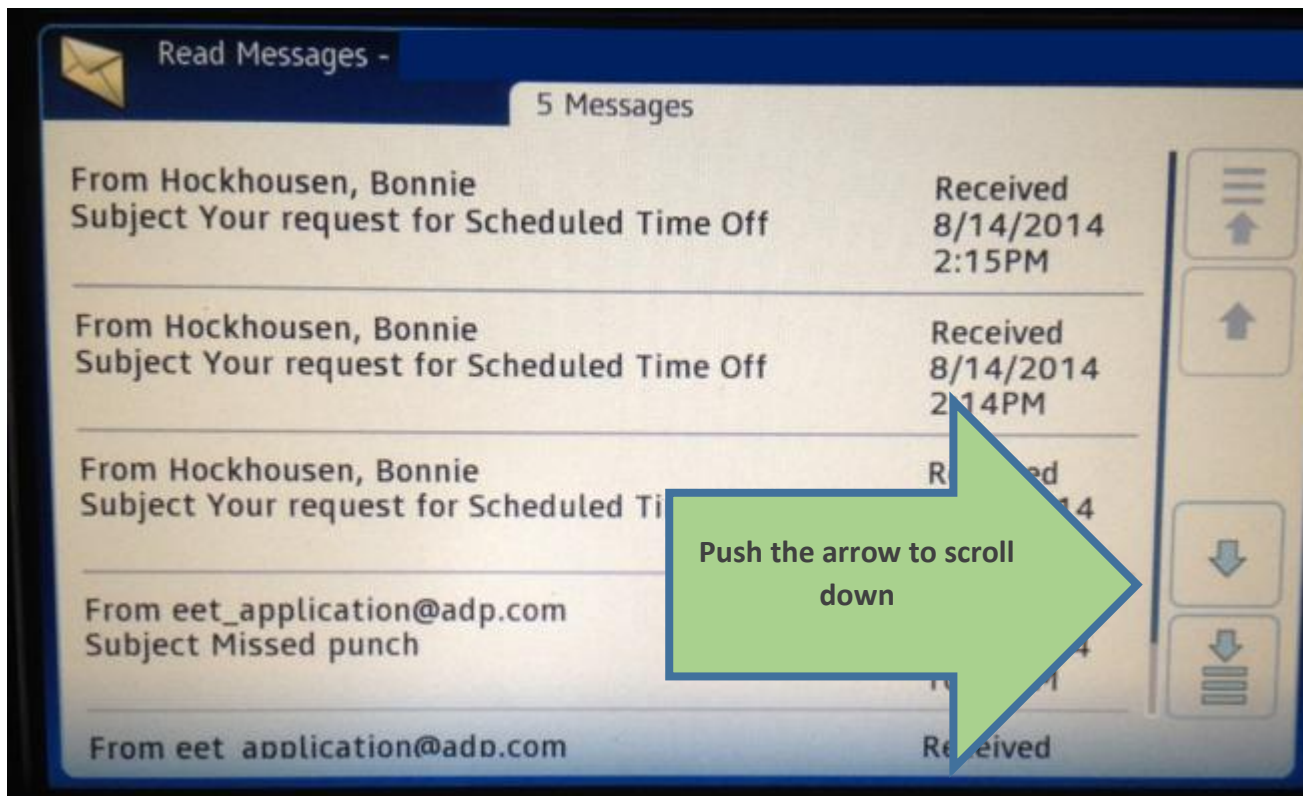 Read Messages -
5 Messages
From Hockhousen, Bonnie
Subject Your request for Scheduled Time Off
Received
8/14/2014
2:15PM
From Hockhousen, Bonnie
Subject Your request for Scheduled Time Off
Received
8/14/2014
2:14PM
From Hockhousen, Bonnie
Subject Your request for Scheduled
Push the arrow to scroll
down
From eet_application@adp.com
Subject Missed punch
From eet_application@adp.com
Received